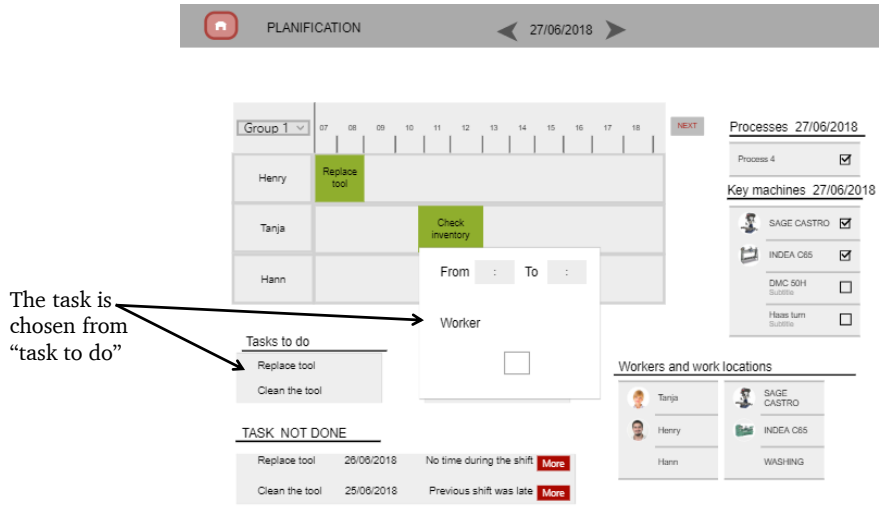 PLANIFICATION
27/06/2018
Group 1
07 08 09 10 11 12 13 14 15 16 17 18
NEXT
Henry
Replace
tool
Tanja
Check
inventory
Hann
From : To :
Worker
The task is
chosen from
“task to do”
Tasks to do
Replace tool
Clean the tool
TASK NOT DONE
Replace tool 26/06/2018 No time during the shift More
Clean the tool 25/06/2018 Previous shift was late More
Processes 27/06/2018
Process 4
Key machines 27/06/2018
SAGE CASTRO
INDEA C65
DMC 50H
Subtitla
Haas turn
Subtitla
Workers and work locations
Tanja
SAGE
CASTRO
Henry
INDEA C65
Hann
WASHING